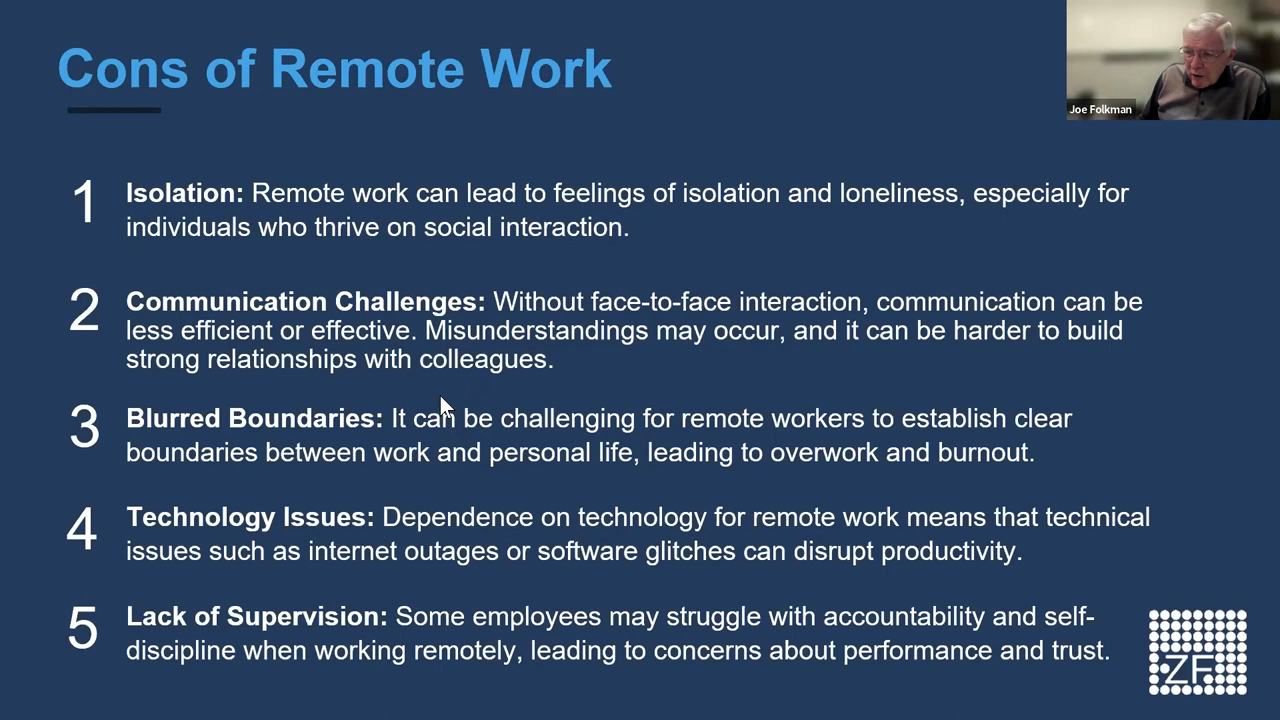 Cons of Remote Work
Joe Folkman
1 Isolation: Remote work can lead to feelings of isolation and loneliness, especially for
individuals who thrive on social interaction.
2 Communication Challenges: Without face-to-face interaction, communication can be
less efficient or effective. Misunderstandings may occur, and it can be harder to build
strong relationships with colleagues.
3 Blurred Boundaries: It can be challenging for remote workers to establish clear
boundaries between work and personal life, leading to overwork and burnout.
4 Technology Issues: Dependence on technology for remote work means that technical
issues such as internet outages or software glitches can disrupt productivity.
5 Lack of Supervision: Some employees may struggle with accountability and self-
discipline when working remotely, leading to concerns about performance and trust.
ZF